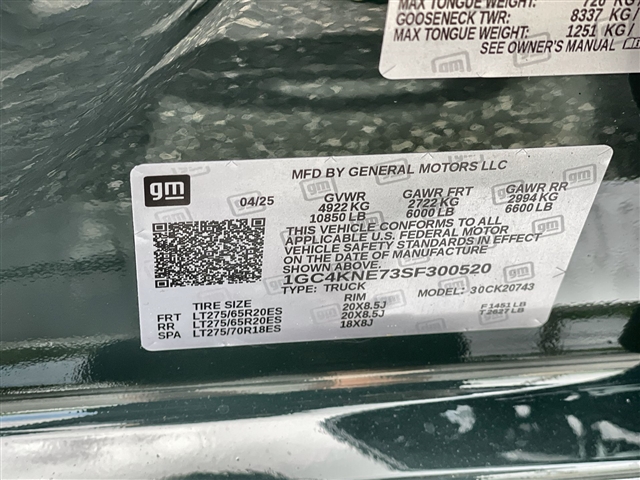 MAX TONGUE WEIGHT: 720 KG
GOOSENECK TWR: 8337 KG
MAX TONGUE WEIGHT: 1251 KG /
SEE OWNER'S MANUAL
gm
MFD BY GENERAL MOTORS LLC
04/25
GVWR GAWR FRT GAWR RR
4922 KG 2722 KG 2994 KG
10850 LB 6000 LB 6600 LB
THIS VEHICLE CONFORMS TO ALL
APPLICABLE U.S. FEDERAL MOTOR
VEHICLE SAFETY STANDARDS IN EFFECT
ON THE DATE OF MANUFACTURE
SHOWN ABOVE.
1GC4KNE73SF300520
TYPE: TRUCK MODEL: 30CK20743
TIRE SIZE RIM
FRT LT275/65R20ES 20X8.5J F1451LB
RR LT275/65R20ES 20X8.5J T2627LB
SPA LT275/70R18ES 18X8J